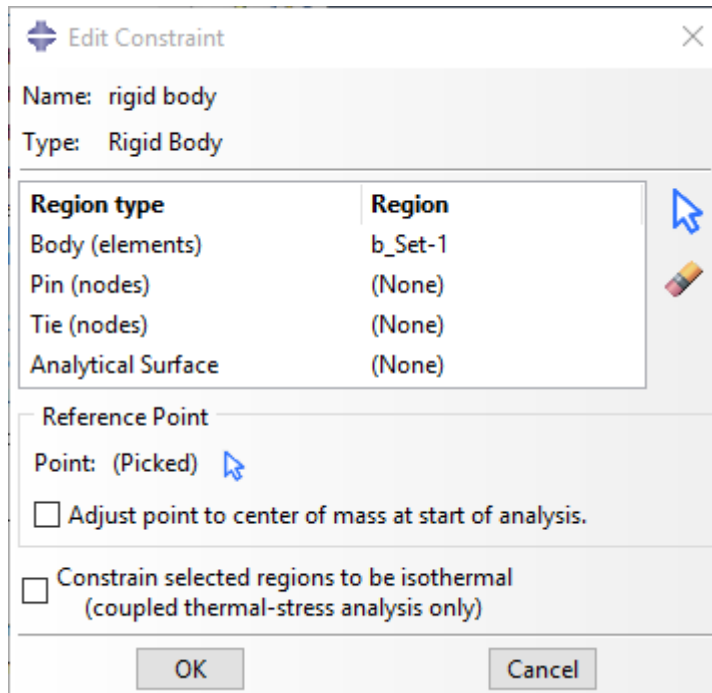 Edit Constraint
Name: rigid body
Type: Rigid Body
Region type Region
Body (elements) b_Set-1
Pin (nodes) (None)
Tie (nodes) (None)
Analytical Surface (None)
Reference Point
Point: (Picked)
Adjust point to center of mass at start of analysis.
Constrain selected regions to be isothermal
(coupled thermal-stress analysis only)
OK Cancel